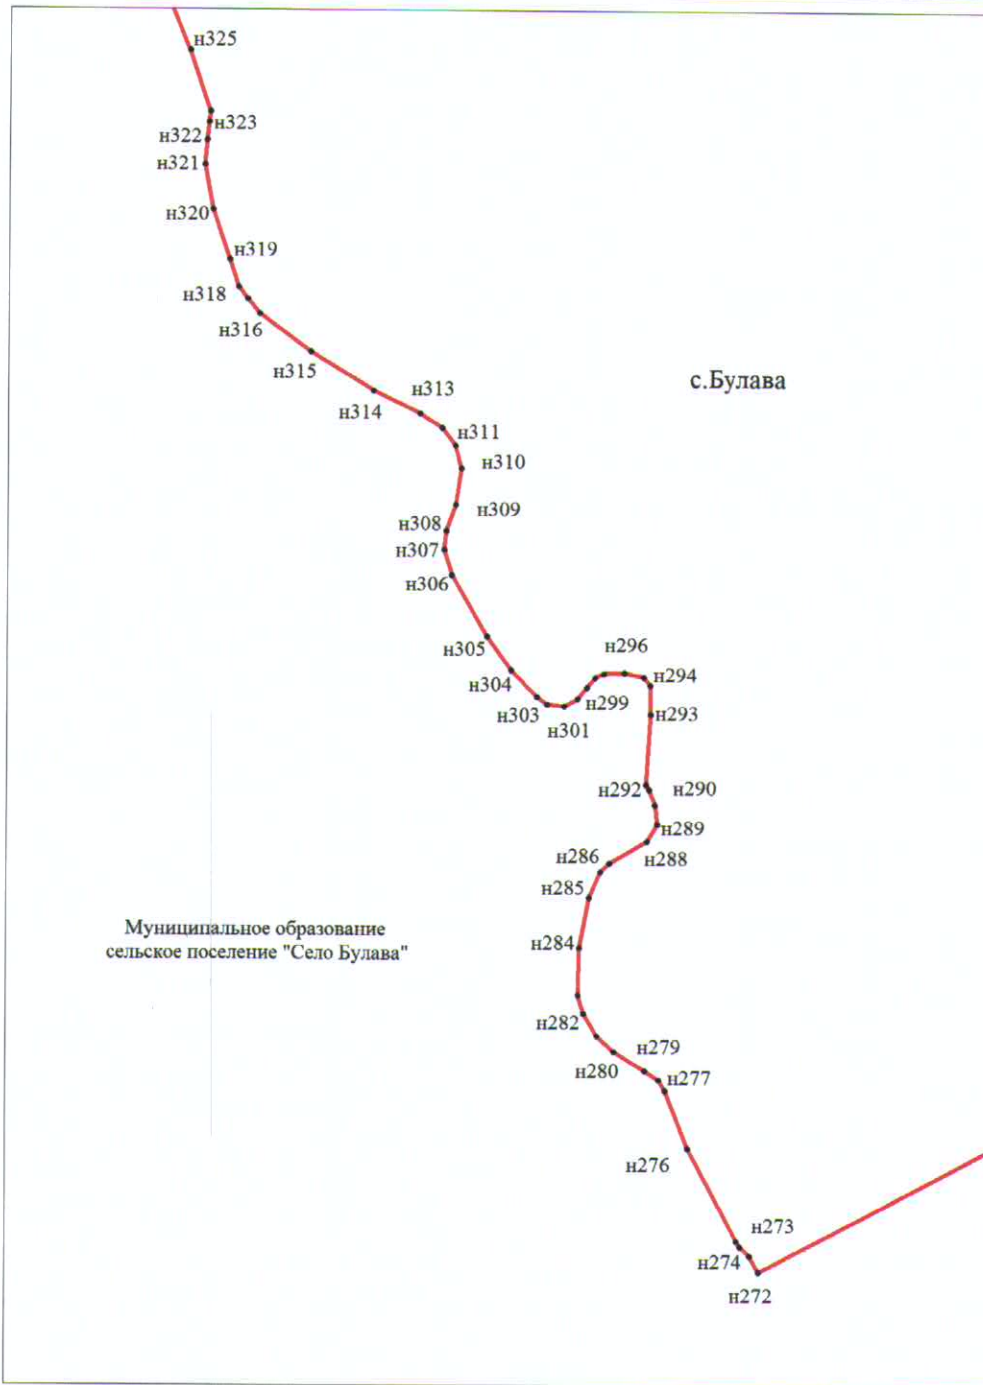 н325
н323
н322
н321
н320
н319
н318
н316
н315
с.Булава
н313
н314
н311
н310
н309
н308
н307
н306
н305
н296
н304
н294
н299
н303
н301
н293
н292
н290
н289
н288
н286
н285
Муниципальное образование
сельское поселение "Село Булава"
н284
н282
н279
н280
н277
н276
н273
н274
н272